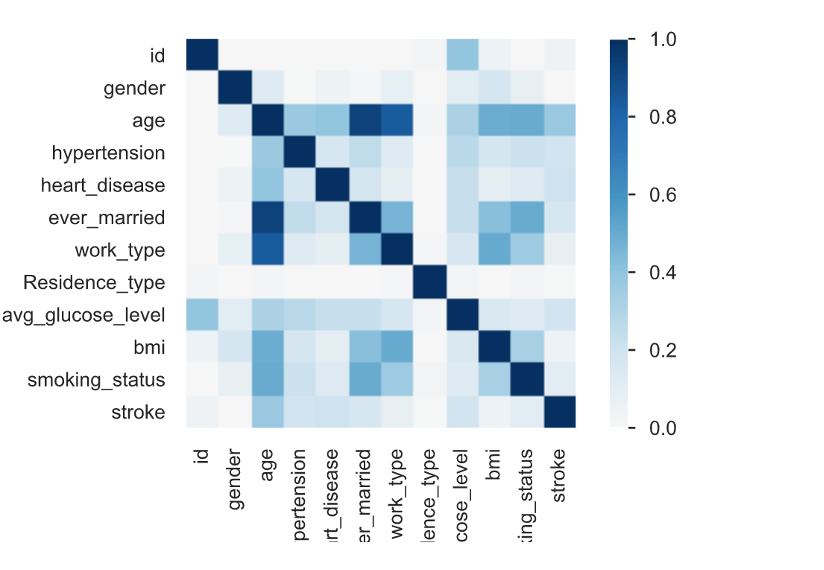 id
gender
age
hypertension
heart_disease
ever_married
work_type
Residence_type
avg_glucose_level
bmi
smoking_status
stroke
1.0
0.8
0.6
0.4
0.2
0.0
id
gender
age
pertension
rt_disease
er_married
work_type
lence_type
cose_level
bmi
king_status
stroke